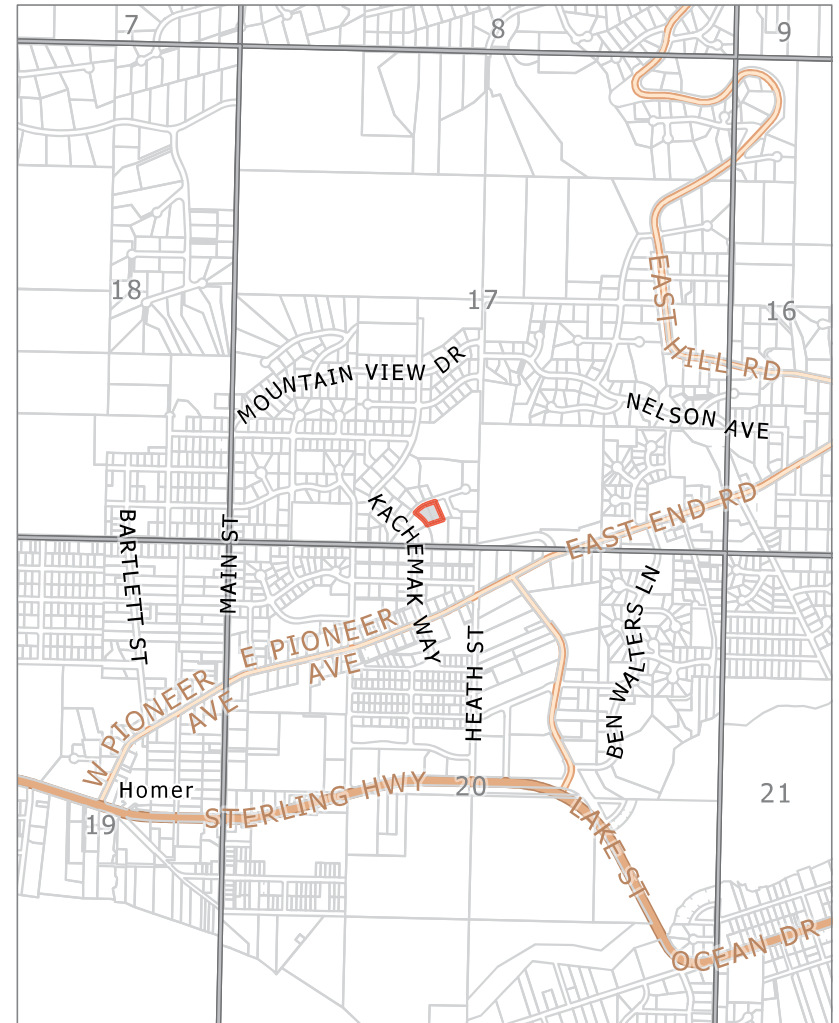 7
8
9
18
17
16
EAST
HILL RD
MOUNTAIN VIEW DR
NELSON AVE
KACHEMAK WAY
EAST END RD
BARTLETT ST
MAIN ST
E PIONEER
AVE
W PIONEER
AVE
HEATH ST
BEN WALTERS LN
Homer
STERLING HWY
20
21
19
LAKE ST
OCEAN DR